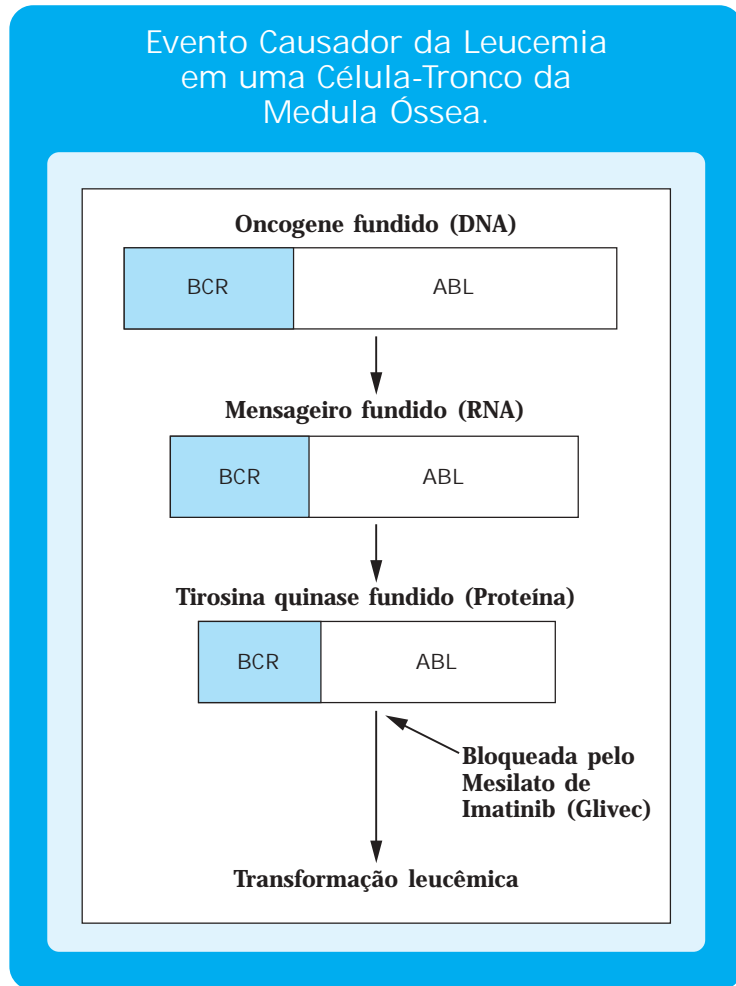 Evento Causador da Leucemia
em uma Célula-Tronco da
Medula Óssea.
Oncogene fundido (DNA)
BCR ABL
Mensageiro fundido (RNA)
BCR ABL
Tirosina quinase fundido (Proteína)
BCR ABL
Bloqueada pelo
Mesilato de
Imatinib (Glivec)
Transformação leucêmica